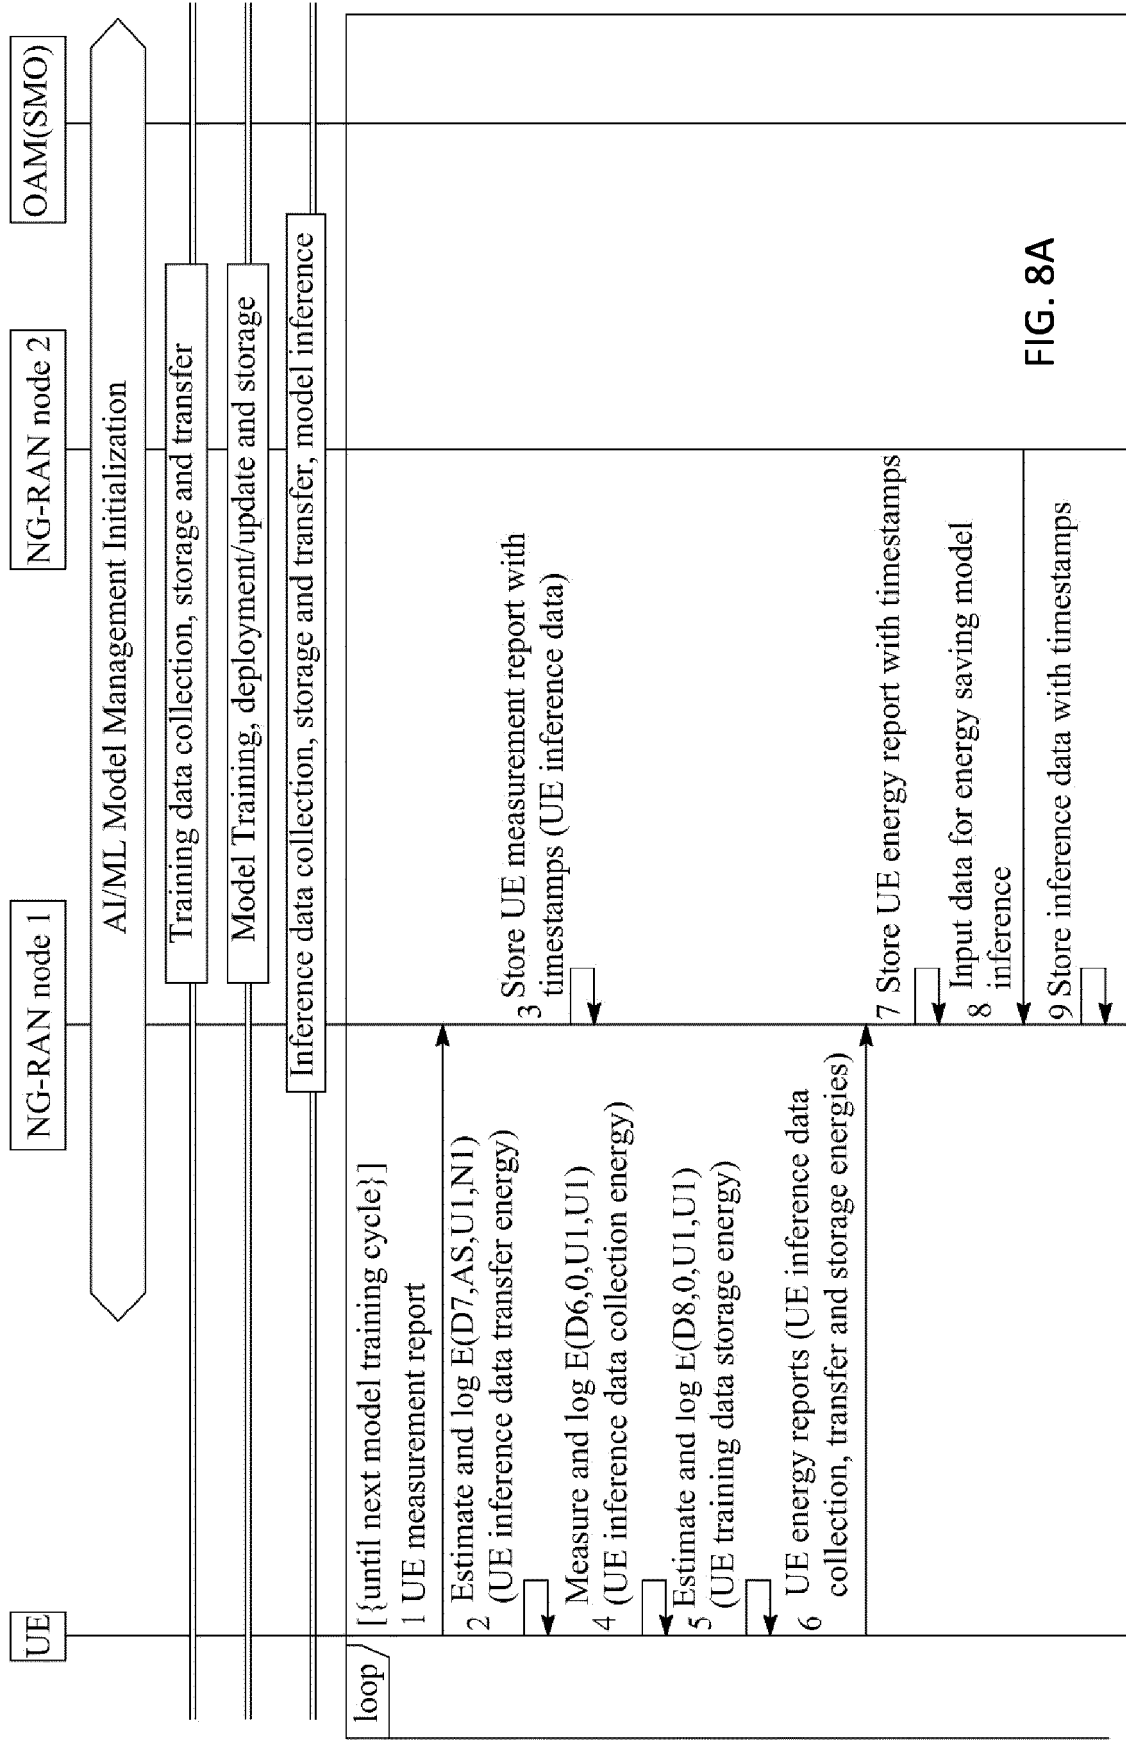 UE
NG-RAN node 1
NG-RAN node 2
OAM(SMO)
AI/ML Model Management Initialization
Training data collection, storage and transfer
Model Training, deployment/update and storage
Inference data collection, storage and transfer, model inference
loop
[{until next model training cycle}]
1 UE measurement report
2 Estimate and log E(D7,AS,U1,N1)
(UE inference data transfer energy)
3 Store UE measurement report with
timestamps (UE inference data)
4 Measure and log E(D6,0,U1,U1)
(UE inference data collection energy)
5 Estimate and log E(D8,0,U1,U1)
(UE training data storage energy)
6 UE energy reports (UE inference data
collection, transfer and storage energies)
7 Store UE energy report with timestamps
8 Input data for energy saving model
inference
9 Store inference data with timestamps
FIG. 8A